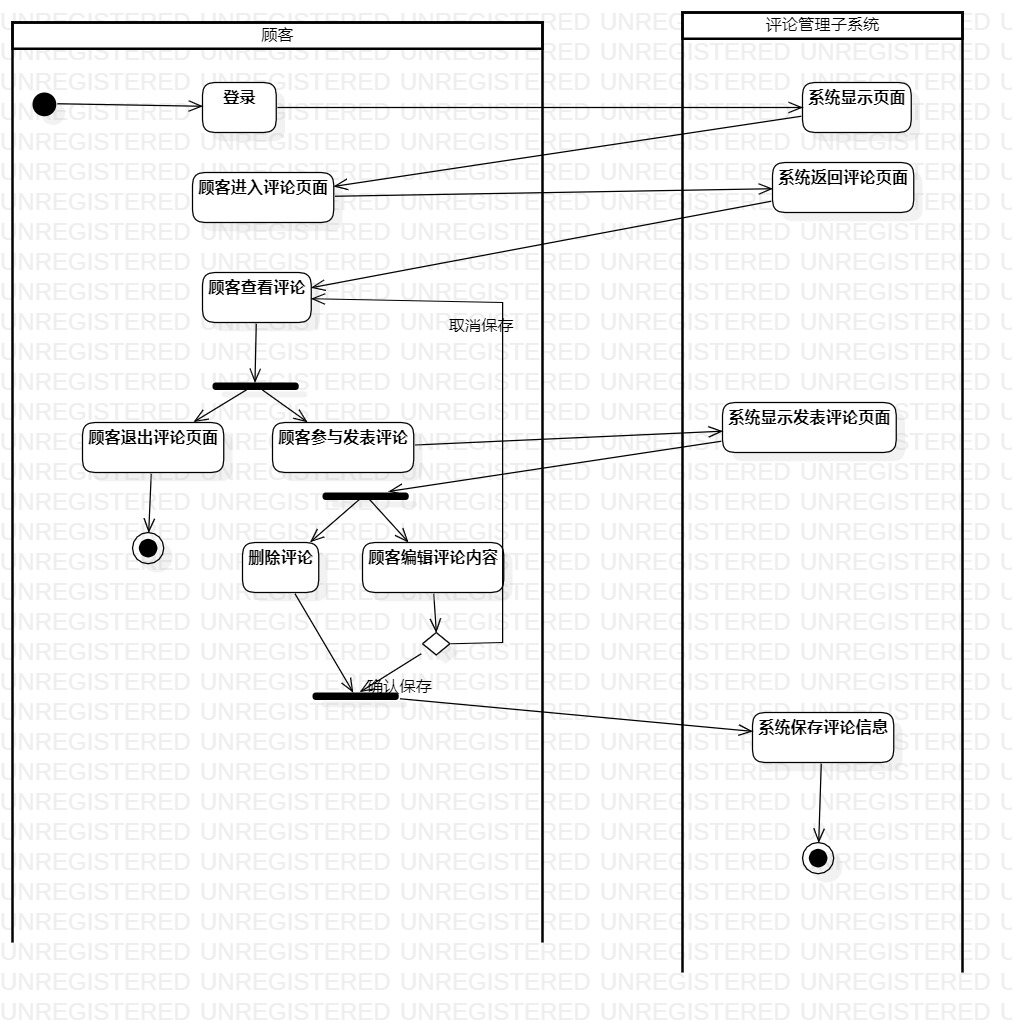 顾客
评论管理子系统
登录
系统显示页面
顾客进入评论页面
系统返回评论页面
顾客查看评论
取消保存
顾客退出评论页面
顾客参与发表评论
系统显示发表评论页面
删除评论
顾客编辑评论内容
确认保存
系统保存评论信息
UNREGISTERED